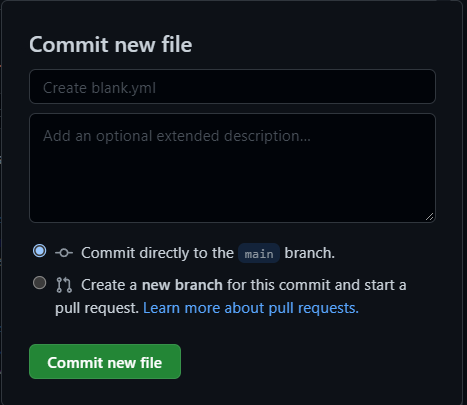 Commit new file
Create blank.yml
Add an optional extended description...
Commit directly to the main branch.
Create a new branch for this commit and start a
pull request. Learn more about pull requests.
Commit new file